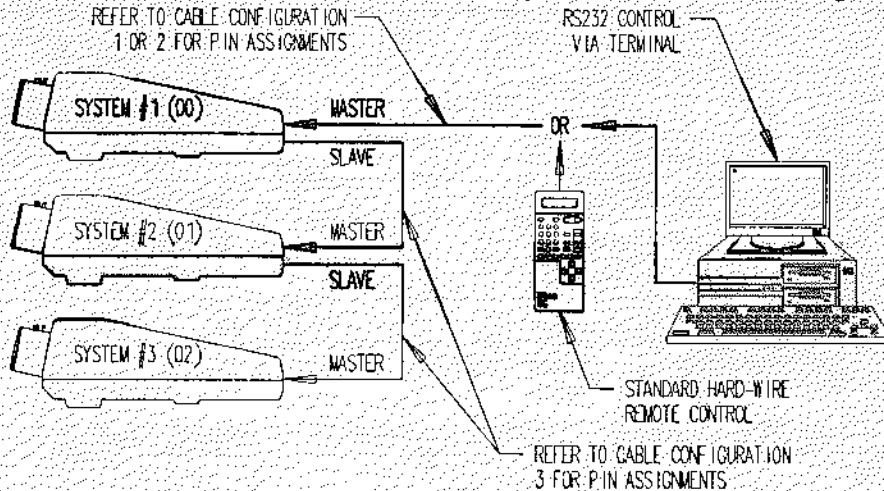 REFER TO CABLE CONFIGURATION
1 OR 2 FOR PIN ASSIGNMENTS
RS232 CONTROL
VIA TERMINAL
SYSTEM #1 (00)
MASTER
OR
SLAVE
SYSTEM #2 (01)
MASTER
SLAVE
SYSTEM #3 (02)
MASTER
STANDARD HARD-WIRE
REMOTE CONTROL
REFER TO CABLE CONFIGURATION
3 FOR PIN ASSIGNMENTS